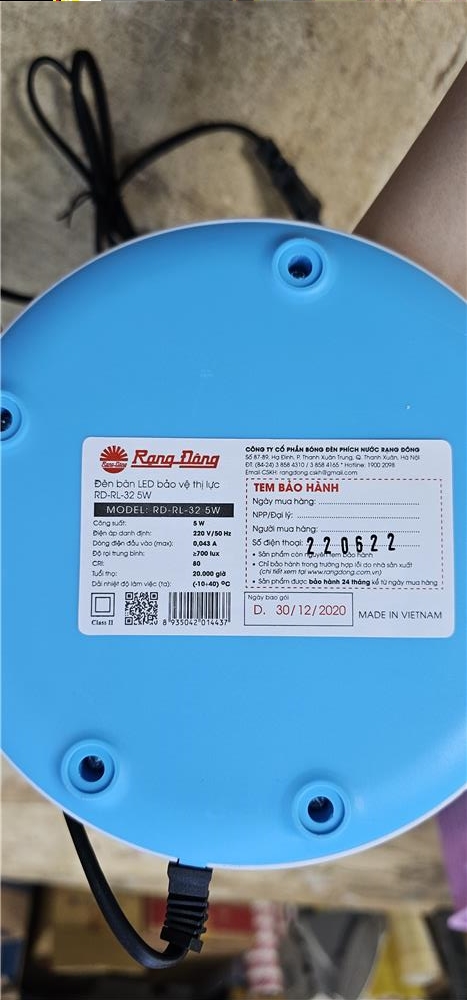 Rạng Đông
Rạng Đông
Đèn bàn LED bảo vệ thị lực
RD-RL-32 5W
MODEL: RD-RL-32 5W
Công suất: 5 W
Điện áp danh định: 220 V/50 Hz
Dòng điện đầu vào (max): 0,043 A
Độ rọi trung bình: ≥700 lux
CRI: 80
Tuổi thọ: 20.000 giờ
Dải nhiệt độ làm việc (ta): (-10÷40) ºC
Class II
8 935042 014437
CÔNG TY CỔ PHẦN BÓNG ĐÈN PHÍCH NƯỚC RẠNG ĐÔNG
Số 87-89, Hạ Đình, P. Thanh Xuân Trung, Q. Thanh Xuân, Hà Nội
ĐT: (84-24) 3 858 4310 / 3 858 4165 * Hotline: 1900 2098
Email CSKH: rangdong.cskh@gmail.com
TEM BẢO HÀNH
Ngày mua hàng:
NPP/Đại lý:
Người mua hàng:
Số điện thoại: 220622
• Sản phẩm còn nguyên tem bảo hành
• Chỉ bảo hành trong trường hợp lỗi do nhà sản xuất
(chi tiết xem tại www.rangdong.com.vn)
• Sản phẩm được bảo hành 24 tháng kể từ ngày mua hàng
Ngày bao gói
D. 30/12/2020
MADE IN VIETNAM